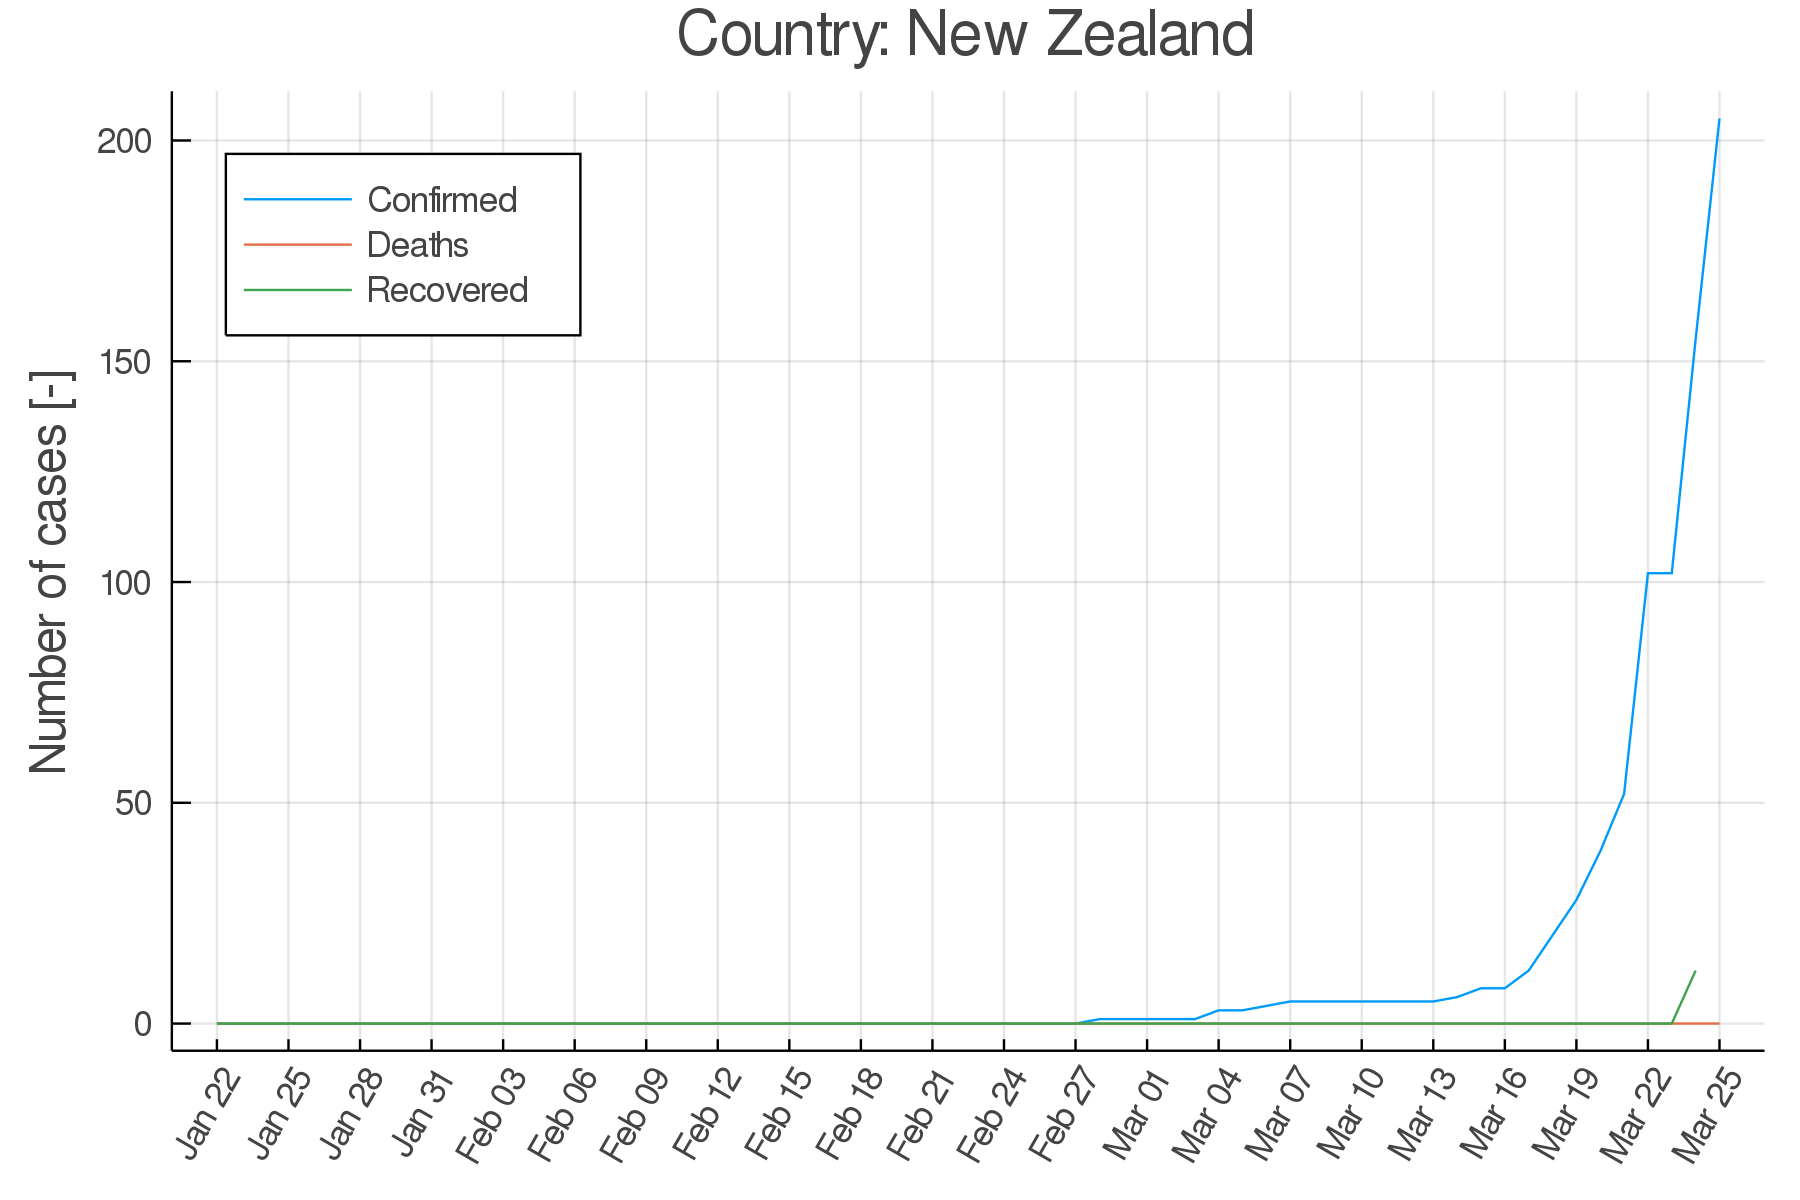 Country: New Zealand
Number of cases [-]
200
150
100
50
0
Confirmed
Deaths
Recovered
Jan 22
Jan 25
Jan 28
Jan 31
Feb 03
Feb 06
Feb 09
Feb 12
Feb 15
Feb 18
Feb 21
Feb 24
Feb 27
Mar 01
Mar 04
Mar 07
Mar 10
Mar 13
Mar 16
Mar 19
Mar 22
Mar 25